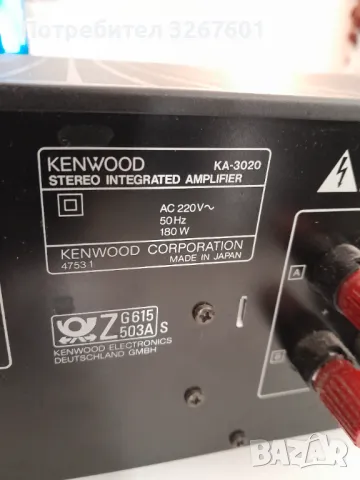 Потребител 3267601
KENWOOD KA-3020
STEREO INTEGRATED AMPLIFIER
AC 220V~
50Hz
180 W
KENWOOD CORPORATION
4753 1 MADE IN JAPAN
Z G615
503A S
KENWOOD ELECTRONICS
DEUTSCHLAND GMBH
A
B
BAZAR